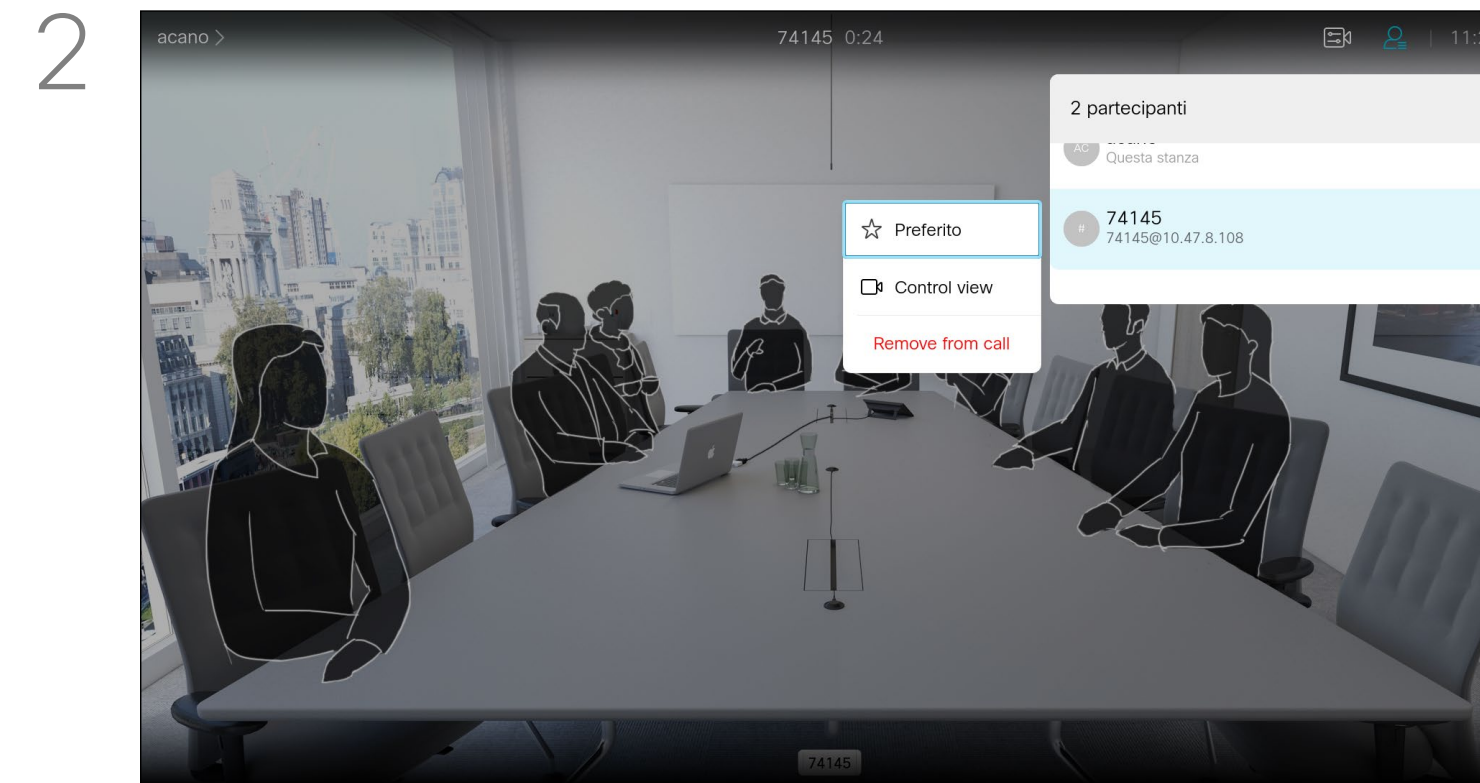 2
acano >
74145 0:24
2 partecipanti
AC
Questa stanza
#
74145
74145@10.47.8.108
Preferito
Control view
Remove from call
74145